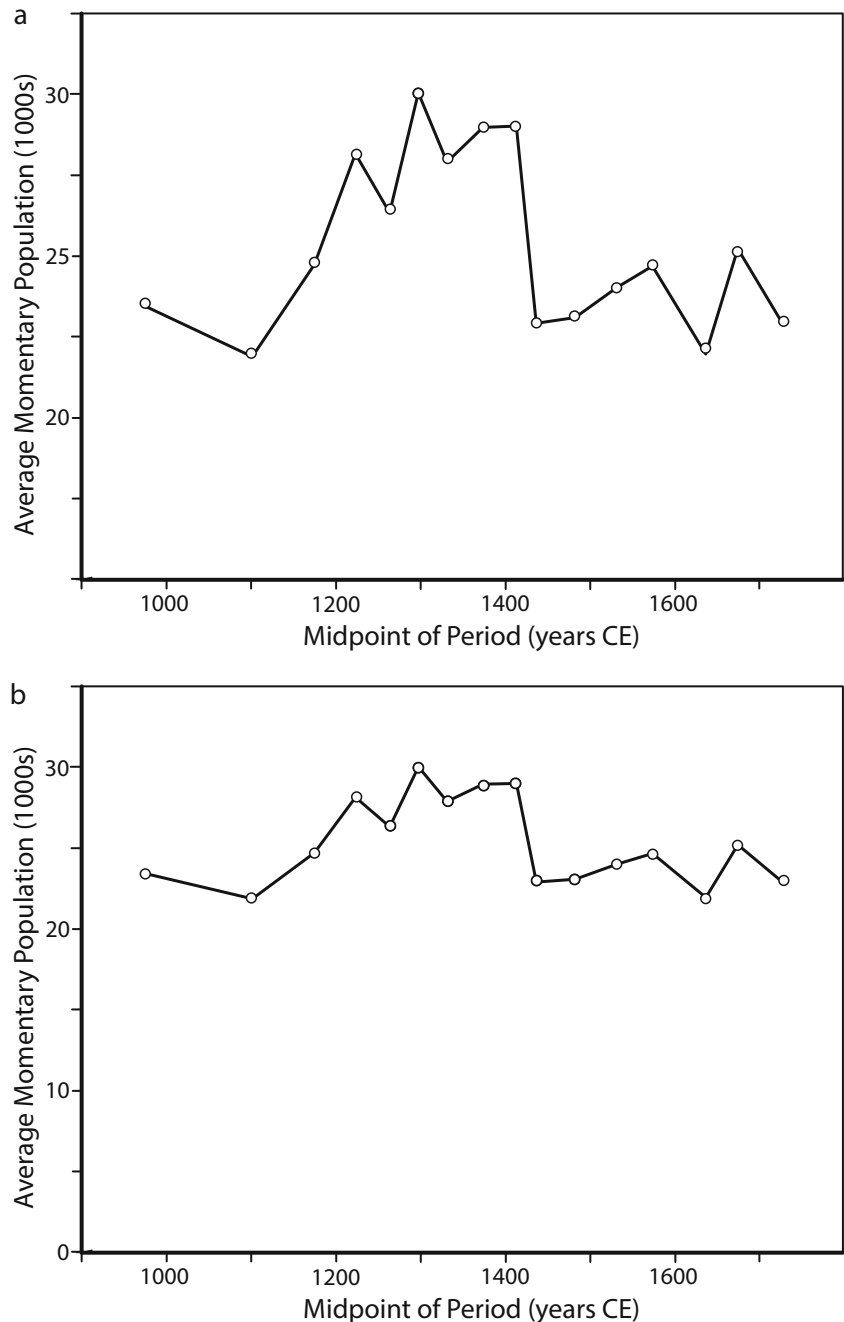 a
Average Momentary Population (1000s)
30
25
20
1000 1200 1400 1600
Midpoint of Period (years CE)
b
Average Momentary Population (1000s)
30
20
10
0
1000 1200 1400 1600
Midpoint of Period (years CE)